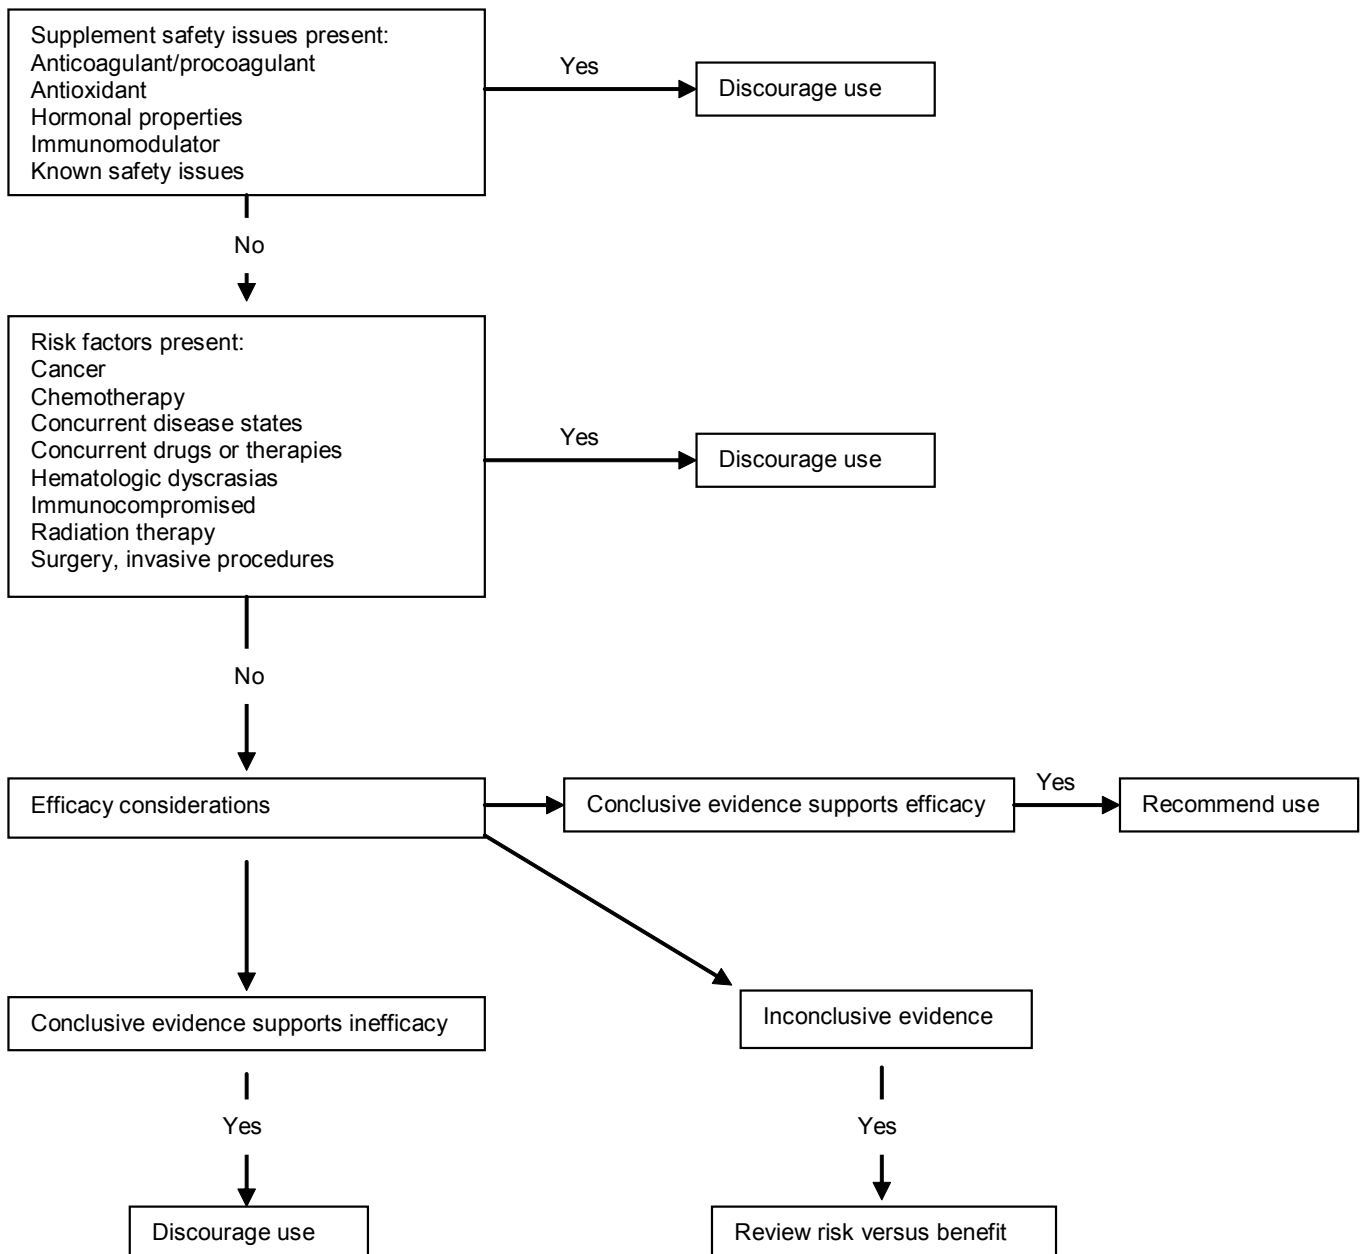 Supplement safety issues present:
Anticoagulant/procoagulant
Antioxidant
Hormonal properties
Immunomodulator
Known safety issues
Yes
Discourage use
No
Risk factors present:
Cancer
Chemotherapy
Concurrent disease states
Concurrent drugs or therapies
Hematologic dyscrasias
Immunocompromised
Radiation therapy
Surgery, invasive procedures
Yes
Discourage use
No
Efficacy considerations
Conclusive evidence supports efficacy
Yes
Recommend use
Conclusive evidence supports inefficacy
Inconclusive evidence
Yes
Yes
Discourage use
Review risk versus benefit